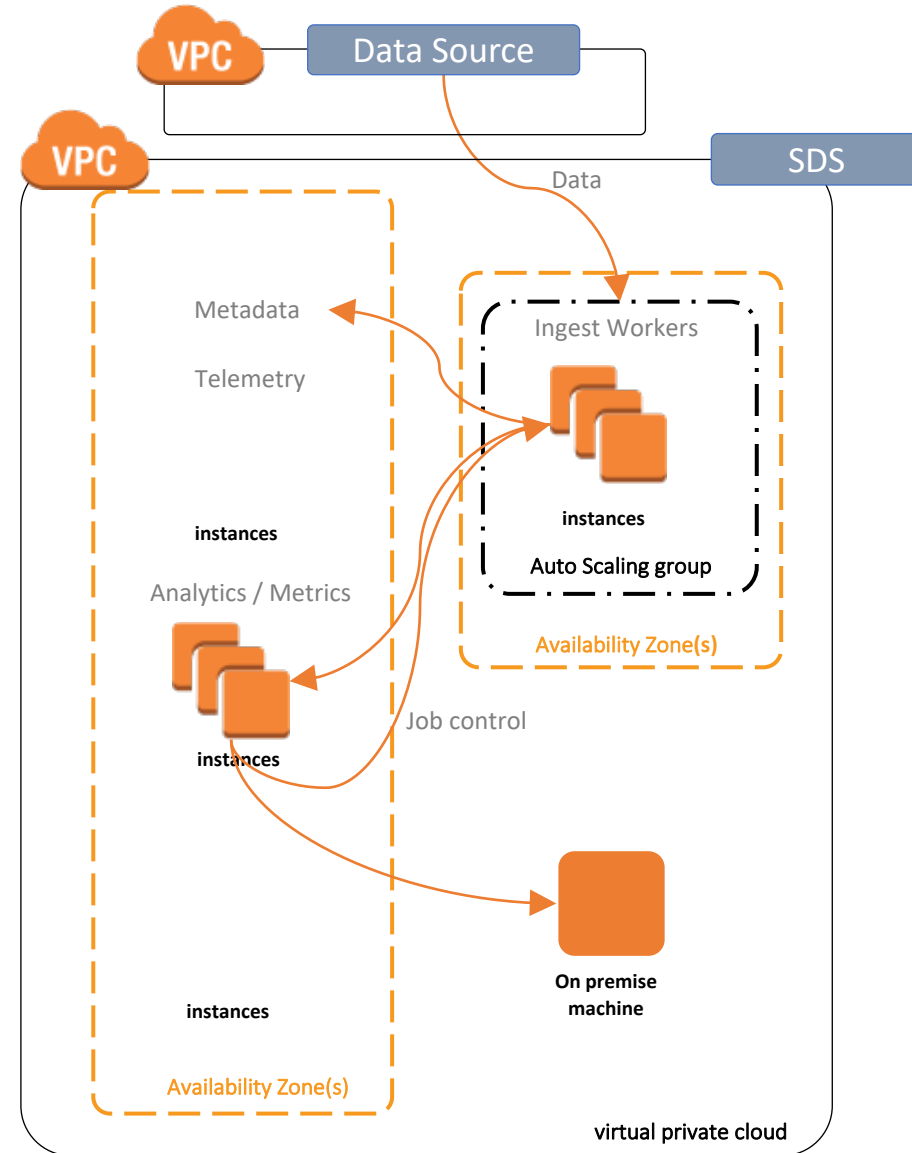 VPC
Data Source
VPC
SDS
Data
Metadata
Ingest Workers
Telemetry
instances
instances
Auto Scaling group
Analytics / Metrics
Availability Zone(s)
Job control
instances
On premise
machine
instances
Availability Zone(s)
virtual private cloud